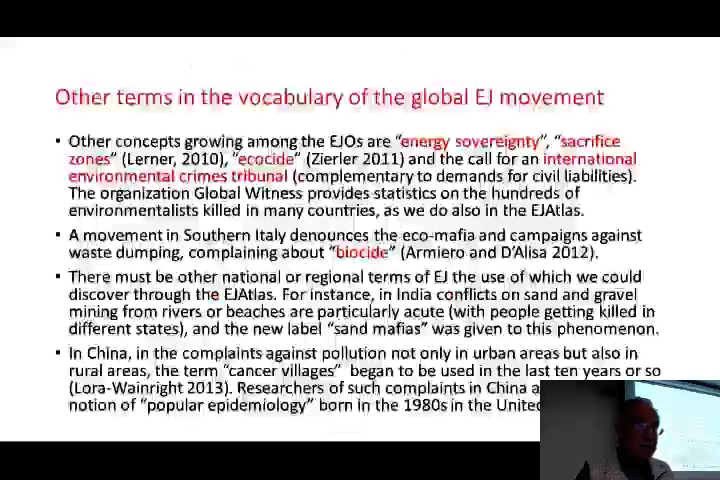 Other terms in the vocabulary of the global EJ movement
• Other concepts growing among the EJOs are "energy sovereignty", "sacrifice
zones" (Lerner, 2010), "ecocide" (Zierler 2011) and the call for an international
environmental crimes tribunal (complementary to demands for civil liabilities).
The organization Global Witness provides statistics on the hundreds of
environmentalists killed in many countries, as we do also in the EJAtlas.
• A movement in Southern Italy denounces the eco-mafia and campaigns against
waste dumping, complaining about "biocide" (Armiero and D'Alisa 2012).
• There must be other national or regional terms of EJ the use of which we could
discover through the EJAtlas. For instance, in India conflicts on sand and gravel
mining from rivers or beaches are particularly acute (with people getting killed in
different states), and the new label "sand mafias" was given to this phenomenon.
• In China, in the complaints against pollution not only in urban areas but also in
rural areas, the term "cancer villages" began to be used in the last ten years or so
(Lora-Wainright 2013). Researchers of such complaints in China
notion of "popular epidemiology" born in the 1980s in the